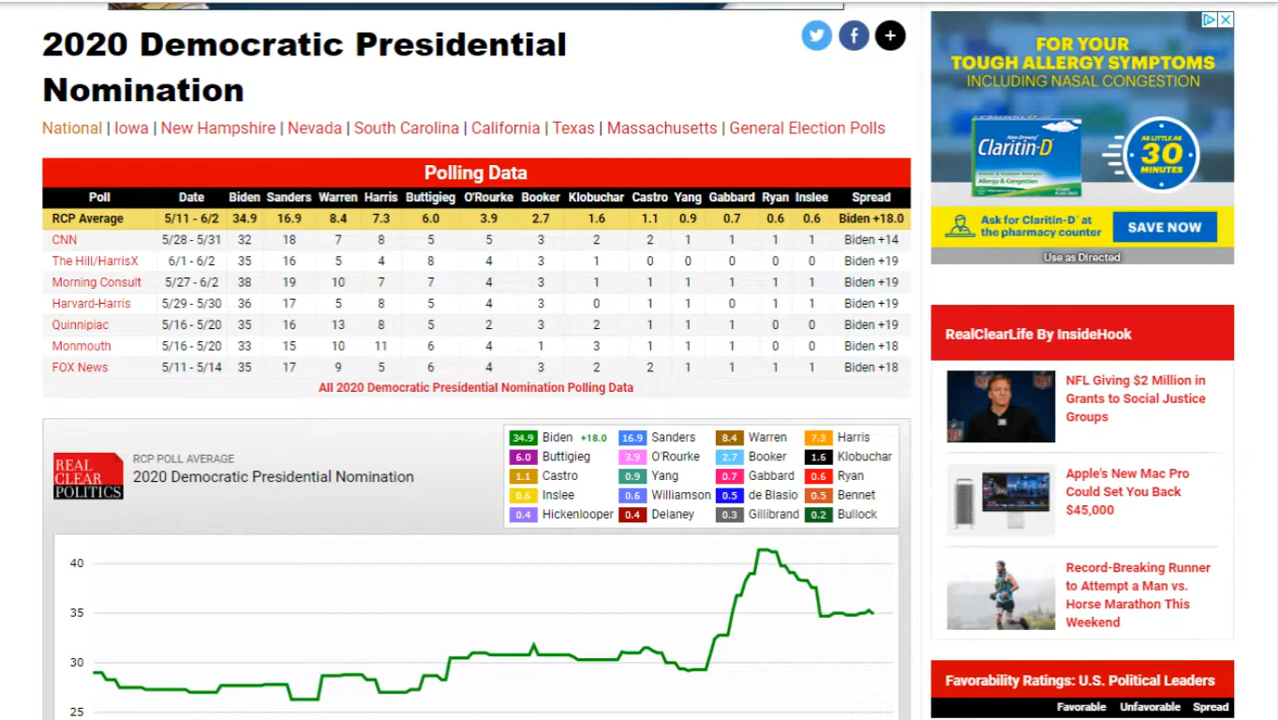 2020 Democratic Presidential
Nomination
National | Iowa | New Hampshire | Nevada | South Carolina | California | Texas | Massachusetts | General Election Polls
Polling Data
Poll Date Biden Sanders Warren Harris Buttigieg O'Rourke Booker Klobuchar Castro Yang Gabbard Ryan Inslee Spread
RCP Average 5/11 - 6/2 34.9 16.9 8.4 7.3 6.0 3.9 2.7 1.6 1.1 0.9 0.7 0.6 0.6 Biden +18.0
CNN 5/28 - 5/31 32 18 7 8 5 5 3 2 2 1 1 1 1 Biden +14
The Hill/HarrisX 6/1 - 6/2 35 16 5 4 8 4 3 1 0 0 0 0 0 Biden +19
Morning Consult 5/27 - 6/2 38 19 10 7 7 4 3 1 1 1 1 1 1 Biden +19
Harvard-Harris 5/29 - 5/30 36 17 5 8 5 4 3 0 1 1 0 1 1 Biden +19
Quinnipiac 5/16 - 5/20 35 16 13 8 5 2 3 2 1 1 1 0 0 Biden +19
Monmouth 5/16 - 5/20 33 15 10 11 6 4 1 3 1 1 1 0 0 Biden +18
FOX News 5/11 - 5/14 35 17 9 5 6 4 3 2 2 1 1 1 1 Biden +18
All 2020 Democratic Presidential Nomination Polling Data
REAL
CLEAR
POLITICS
RCP POLL AVERAGE
2020 Democratic Presidential Nomination
34.9 Biden +18.0 16.9 Sanders 8.4 Warren 7.3 Harris
6.0 Buttigieg 3.9 O'Rourke 2.7 Booker 1.6 Klobuchar
1.1 Castro 0.9 Yang 0.7 Gabbard 0.6 Ryan
0.6 Inslee 0.6 Williamson 0.5 de Blasio 0.5 Bennet
0.4 Hickenlooper 0.4 Delaney 0.3 Gillibrand 0.2 Bullock
40
35
30
25
FOR YOUR
TOUGH ALLERGY SYMPTOMS
INCLUDING NASAL CONGESTION
Non-Drowsy
Claritin-D
Allergy & Congestion
AS LITTLE AS
30
MINUTES
Ask for Claritin-D at
the pharmacy counter
SAVE NOW
Use as Directed
RealClearLife By InsideHook
NFL Giving $2 Million in
Grants to Social Justice
Groups
Apple's New Mac Pro
Could Set You Back
$45,000
Record-Breaking Runner
to Attempt a Man vs.
Horse Marathon This
Weekend
Favorability Ratings: U.S. Political Leaders
Favorable Unfavorable Spread